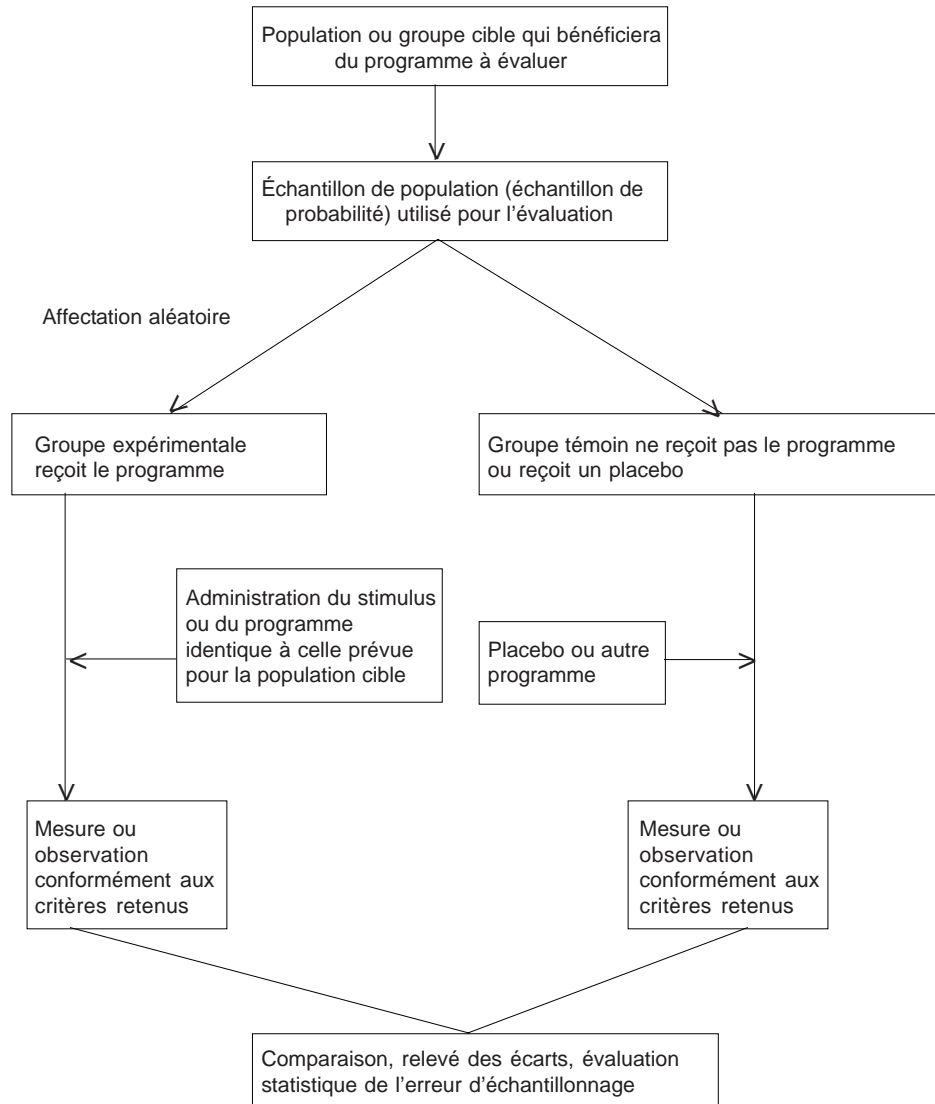 Population ou groupe cible qui bénéficiera
du programme à évaluer
Échantillon de population (échantillon de
probabilité) utilisé pour l'évaluation
Affectation aléatoire
Groupe expérimentale
reçoit le programme
Groupe témoin ne reçoit pas le programme
ou reçoit un placebo
Administration du stimulus
ou du programme
identique à celle prévue
pour la population cible
Placebo ou autre
programme
Mesure ou
observation
conformément aux
critères retenus
Mesure ou
observation
conformément aux
critères retenus
Comparaison, relevé des écarts, évaluation
statistique de l'erreur d'échantillonnage